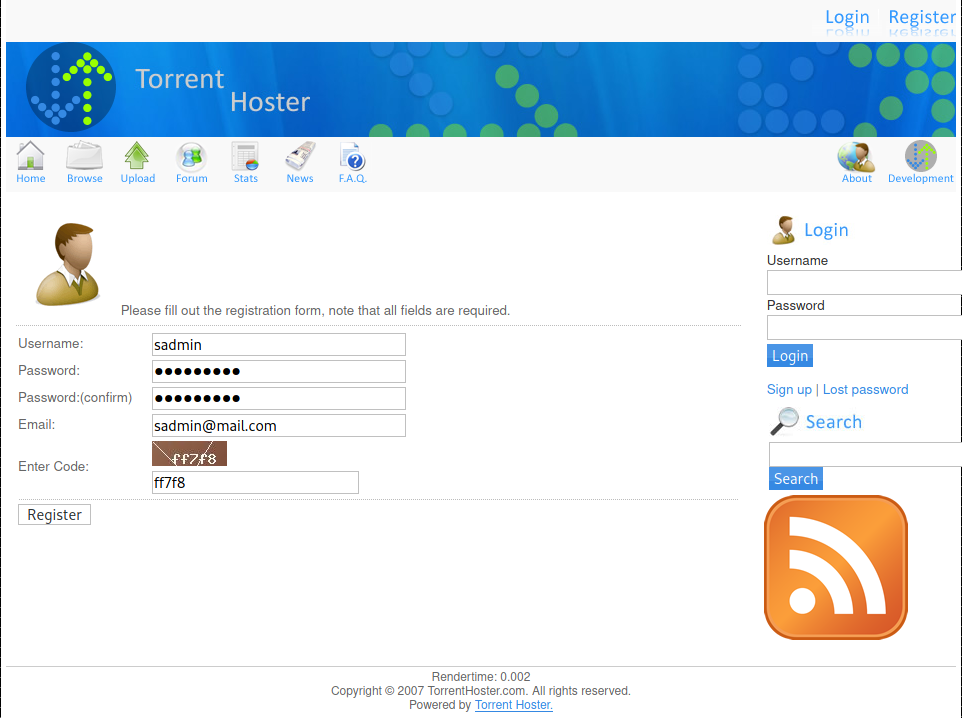 Login Register
Torrent
Hoster
Home Browse Upload Forum Stats News F.A.Q. About Development
Please fill out the registration form, note that all fields are required.
Username: sadmin
Password: ●●●●●●●●●
Password:(confirm) ●●●●●●●●●
Email: sadmin@mail.com
ff7f8
Enter Code: ff7f8
Register
Login
Username
Password
Login
Sign up | Lost password
Search
Search
Rendertime: 0.002
Copyright © 2007 TorrentHoster.com. All rights reserved.
Powered by Torrent Hoster.